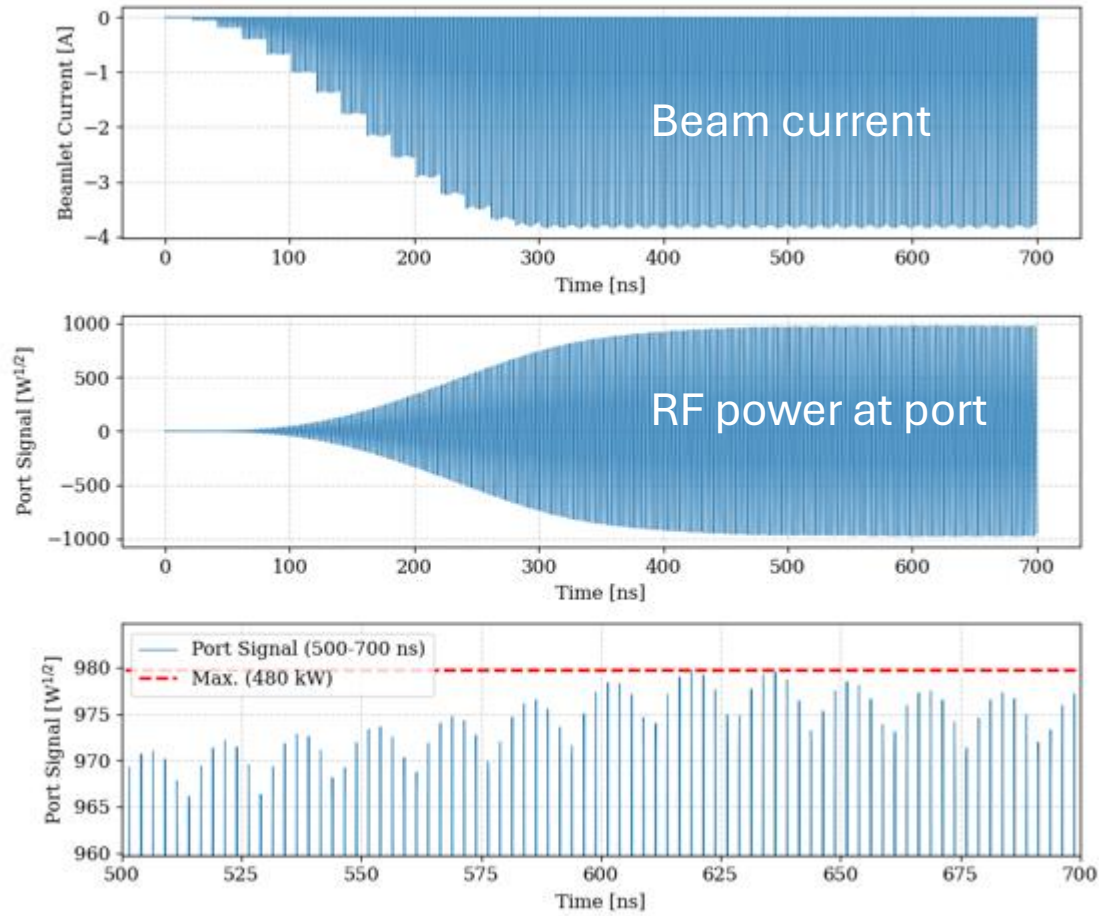 Beamlet Current [A]
0
−1
−2
−3
−4
Beam current
0 100 200 300 400 500 600 700
Time [ns]
Port Signal [W1/2]
1000
500
0
−500
−1000
RF power at port
0 100 200 300 400 500 600 700
Time [ns]
Port Signal [W1/2]
980
975
970
965
960
Port Signal (500-700 ns)
Max. (480 kW)
500 525 550 575 600 625 650 675 700
Time [ns]